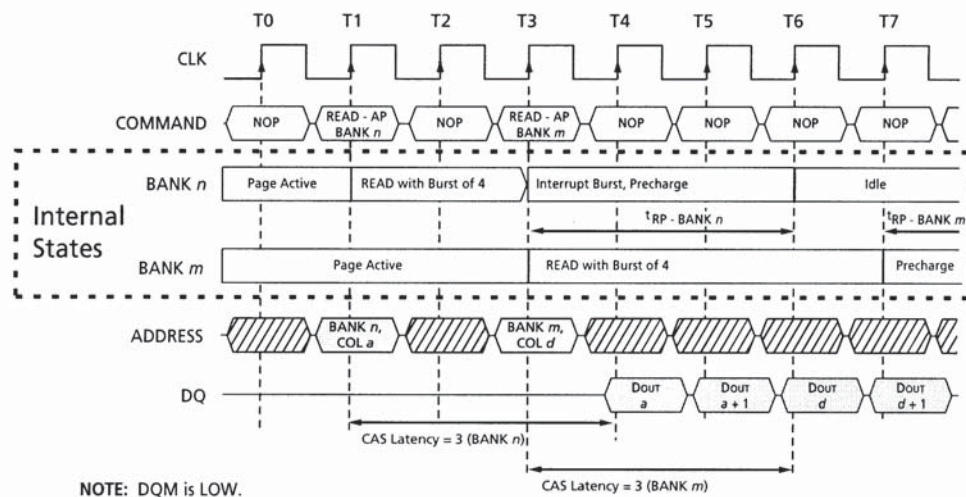 T0 T1 T2 T3 T4 T5 T6 T7
CLK
COMMAND NOP READ - AP NOP READ - AP NOP NOP NOP NOP
BANK n BANK m
BANK n Page Active READ with Burst of 4 Interrupt Burst, Precharge Idle
Internal
States
tRP - BANK n tRP - BANK m
BANK m Page Active READ with Burst of 4 Precharge
ADDRESS BANK n, BANK m,
COL a COL d
DQ DOUT DOUT DOUT DOUT
a a + 1 d d + 1
CAS Latency = 3 (BANK n)
CAS Latency = 3 (BANK m)
NOTE: DQM is LOW.